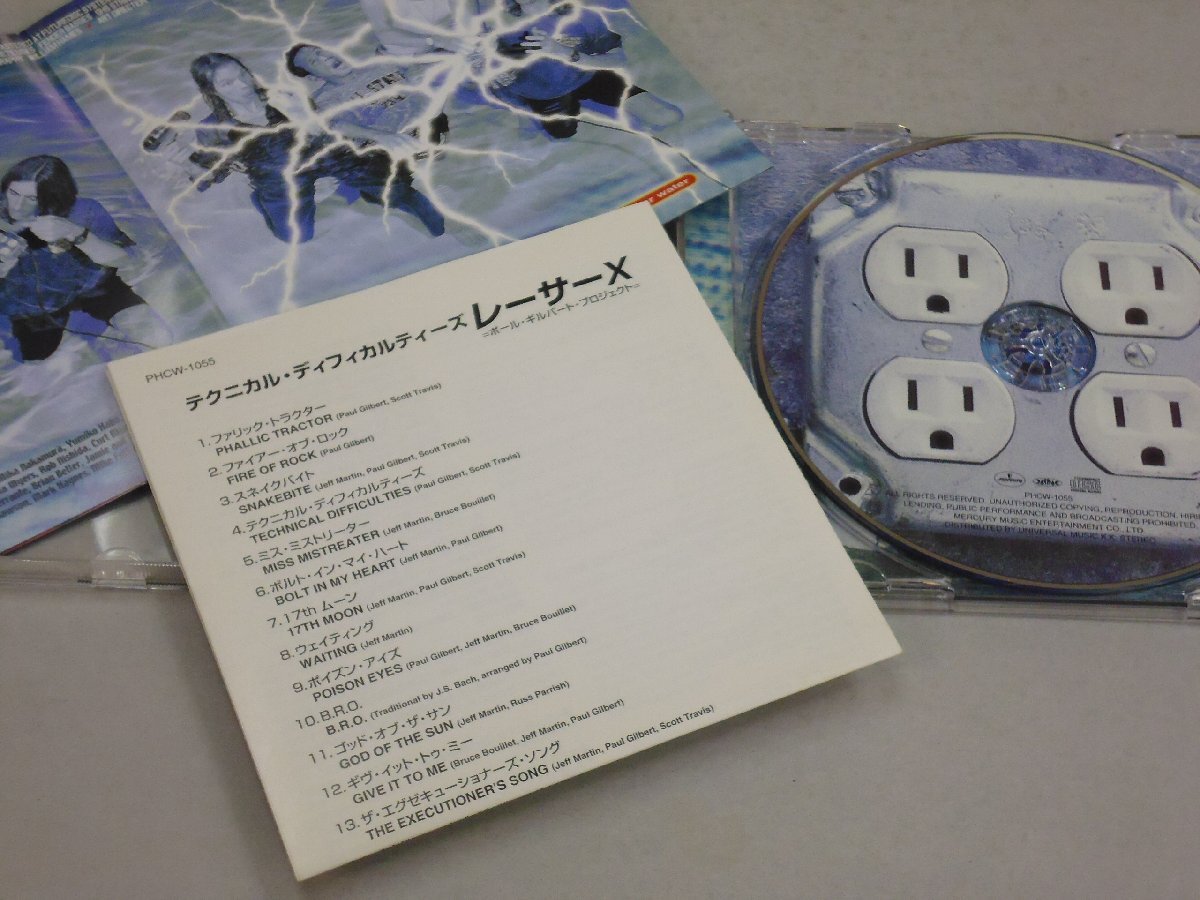 PHCW-1055
テクニカル・ディフィカルティーズ レーサーX
=ポール・ギルバート・プロジェクト=
1.ファリック・トラクター
PHALLIC TRACTOR (Paul Gilbert, Scott Travis)
2.ファイアー・オブ・ロック
FIRE OF ROCK (Paul Gilbert)
3.スネイクバイト
SNAKEBITE (Jeff Martin, Paul Gilbert, Scott Travis)
4.テクニカル・ディフィカルティーズ
TECHNICAL DIFFICULTIES (Paul Gilbert, Scott Travis)
5.ミス・ミストリーター
MISS MISTREATER (Jeff Martin, Bruce Bouillet)
6.ボルト・イン・マイ・ハート
BOLT IN MY HEART (Jeff Martin, Paul Gilbert)
7.17th ムーン
17TH MOON (Jeff Martin, Paul Gilbert, Scott Travis)
8.ウェイティング
WAITING (Jeff Martin)
9.ポイズン・アイズ
POISON EYES (Paul Gilbert, Jeff Martin, Bruce Bouillet)
10.B.R.O.
B.R.O. (Traditional by J.S. Bach, arranged by Paul Gilbert)
11.ゴッド・オブ・ザ・サン
GOD OF THE SUN (Jeff Martin, Russ Parrish)
12.ギヴ・イット・トゥ・ミー
GIVE IT TO ME (Bruce Bouillet, Jeff Martin, Paul Gilbert)
13.ザ・エグゼキューショナーズ・ソング
THE EXECUTIONER'S SONG (Jeff Martin, Paul Gilbert, Scott Travis)
water
PHCW-1055
ALL RIGHTS RESERVED. UNAUTHORIZED COPYING, REPRODUCTION,
LENDING, PUBLIC PERFORMANCE AND BROADCASTING PROHIBITED
MERCURY MUSIC ENTERTAINMENT CO., LTD
DISTRIBUTED BY UNIVERSAL MUSIC K.K. STEREO